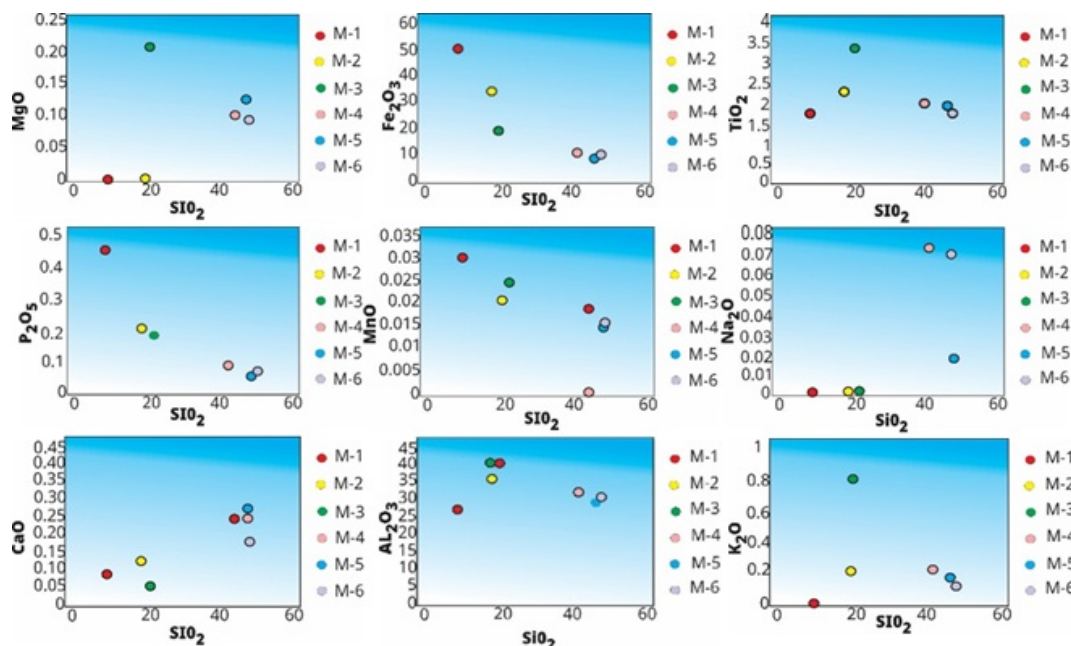 MgO
0.25
0.20
0.15
0.10
0.05
0
0 20 40 60
SI0₂
M-1
M-2
M-3
M-4
M-5
M-6
Fe₂O₃
60
50
40
30
20
10
0
0 20 40 60
SI0₂
M-1
M-2
M-3
M-4
M-5
M-6
TiO₂
4
3.5
3
2.5
2
1.5
1
0.5
0
0 20 40 60
SI0₂
M-1
M-2
M-3
M-4
M-5
M-6
P₂O₅
0.5
0.4
0.3
0.2
0.1
0
0 20 40 60
SI0₂
M-1
M-2
M-3
M-4
M-5
M-6
MnO
0.035
0.03
0.025
0.02
0.015
0.01
0.005
0
0 20 40 60
SI0₂
M-1
M-2
M-3
M-4
M-5
M-6
Na₂O
0.08
0.07
0.06
0.05
0.04
0.03
0.02
0.01
0
0 20 40 60
Si0₂
M-1
M-2
M-3
M-4
M-5
M-6
CaO
0.45
0.40
0.35
0.30
0.25
0.20
0.15
0.10
0.05
0
0 20 40 60
SI0₂
M-1
M-2
M-3
M-4
M-5
M-6
AL₂O₃
45
40
35
30
25
20
15
10
5
0
0 20 40 60
Si0₂
M-1
M-2
M-3
M-4
M-5
M-6
K₂O
1
0.8
0.6
0.4
0.2
0
0 20 40 60
SI0₂
M-1
M-2
M-3
M-4
M-5
M-6